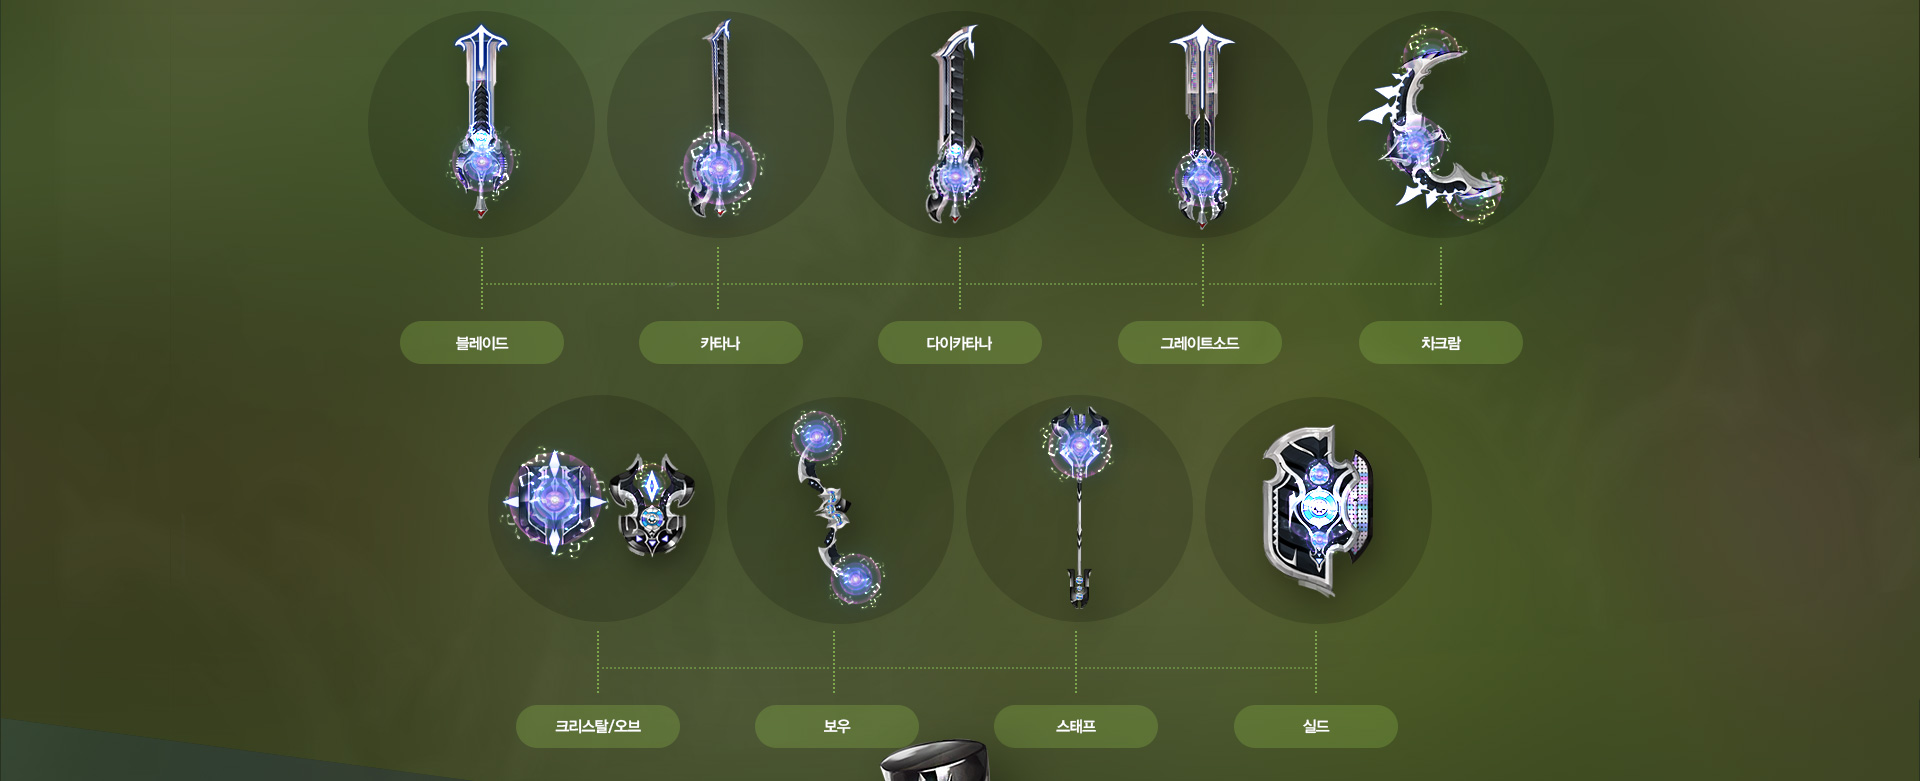 블레이드
카타나
다이카타나
그레이트소드
차크람
크리스탈/오브
보우
스태프
실드